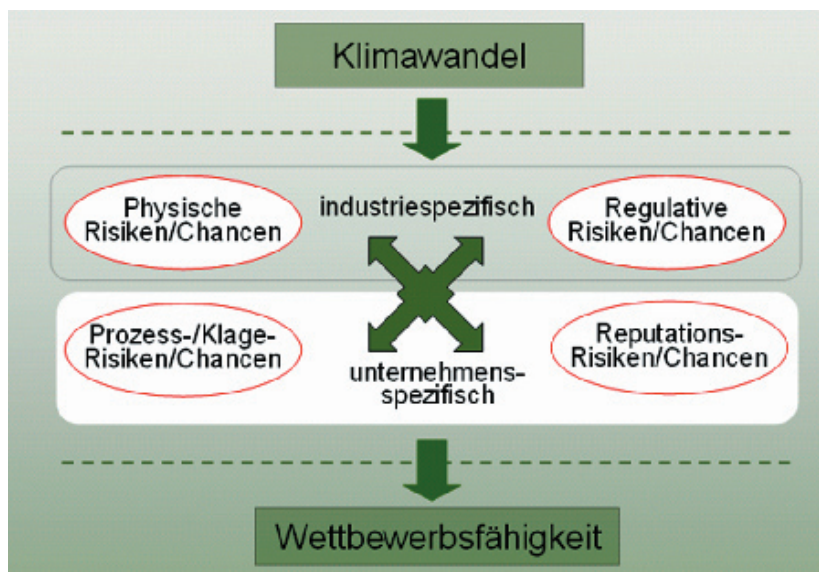 Klimawandel
Physische
Risiken/Chancen
industriespezifisch
Regulative
Risiken/Chancen
Prozess-/Klage-
Risiken/Chancen
unternehmens-
spezifisch
Reputations-
Risiken/Chancen
Wettbewerbsfähigkeit